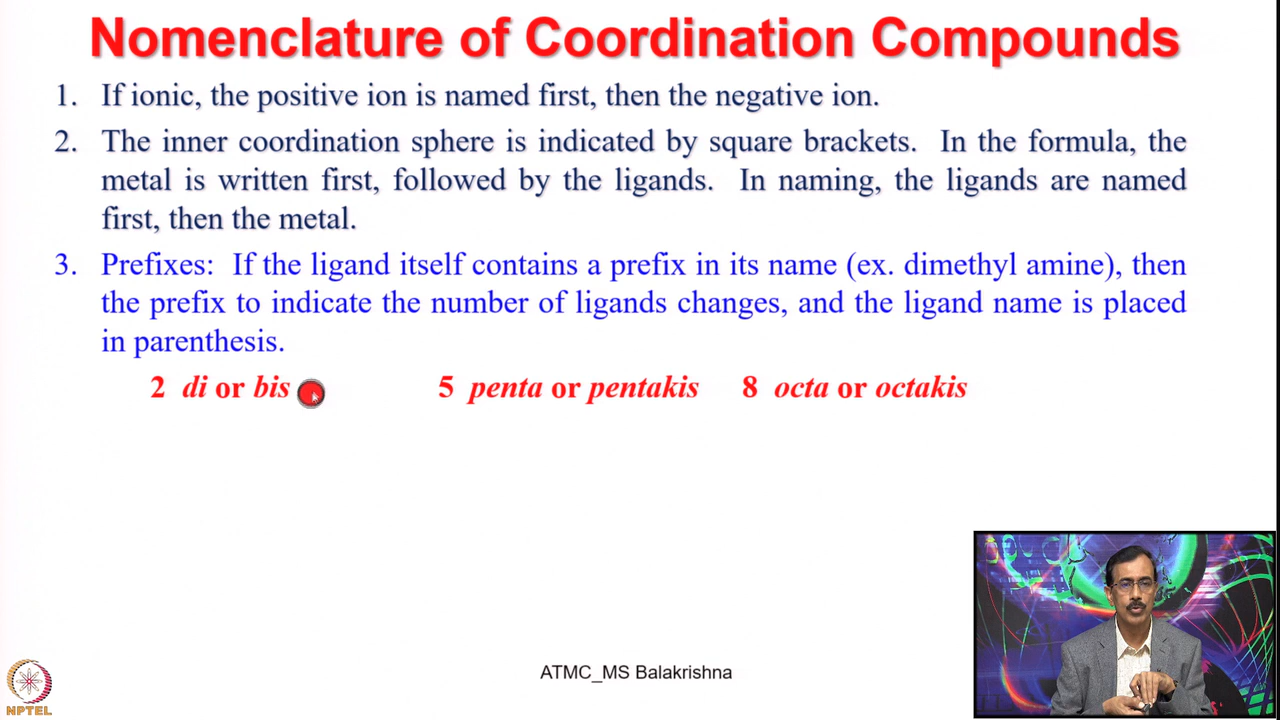 Nomenclature of Coordination Compounds
1. If ionic, the positive ion is named first, then the negative ion.
2. The inner coordination sphere is indicated by square brackets. In the formula, the
metal is written first, followed by the ligands. In naming, the ligands are named
first, then the metal.
3. Prefixes: If the ligand itself contains a prefix in its name (ex. dimethyl amine), then
the prefix to indicate the number of ligands changes, and the ligand name is placed
in parenthesis.
2 di or bis 5 penta or pentakis 8 octa or octakis
ATMC_MS Balakrishna
NPTEL